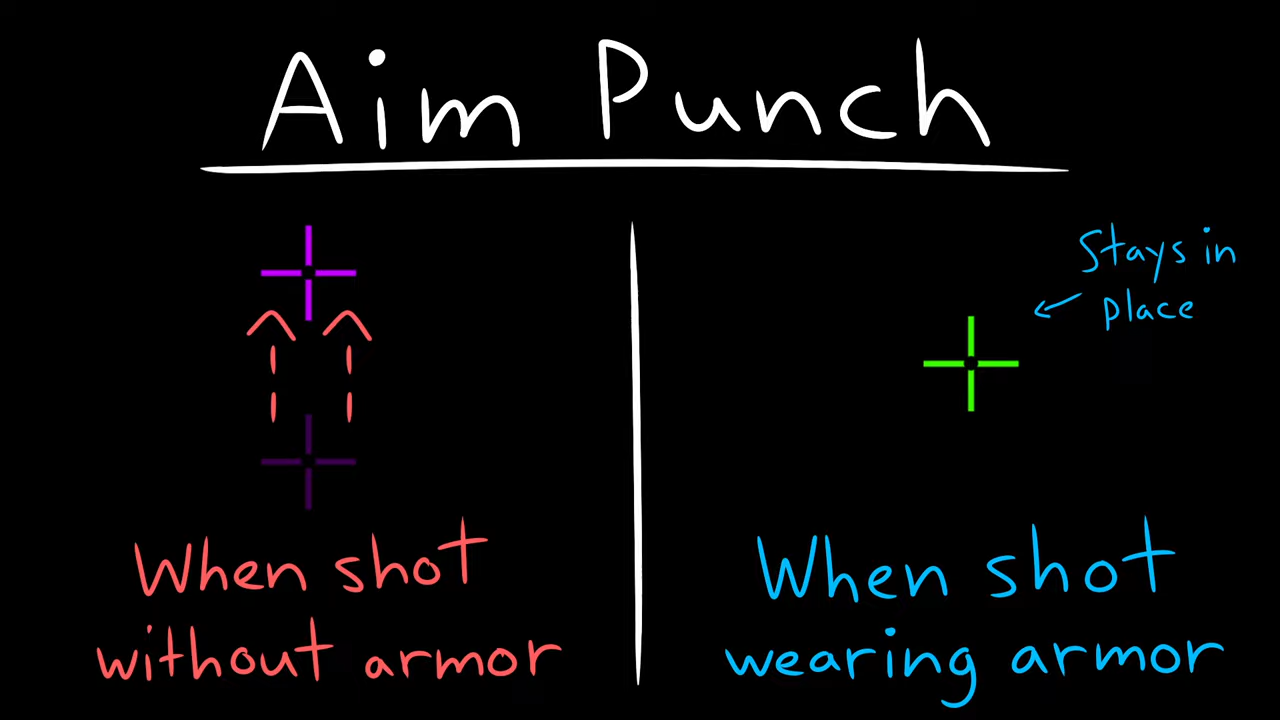 Aim Punch
Stays in
place
When shot
without armor
When shot
wearing armor